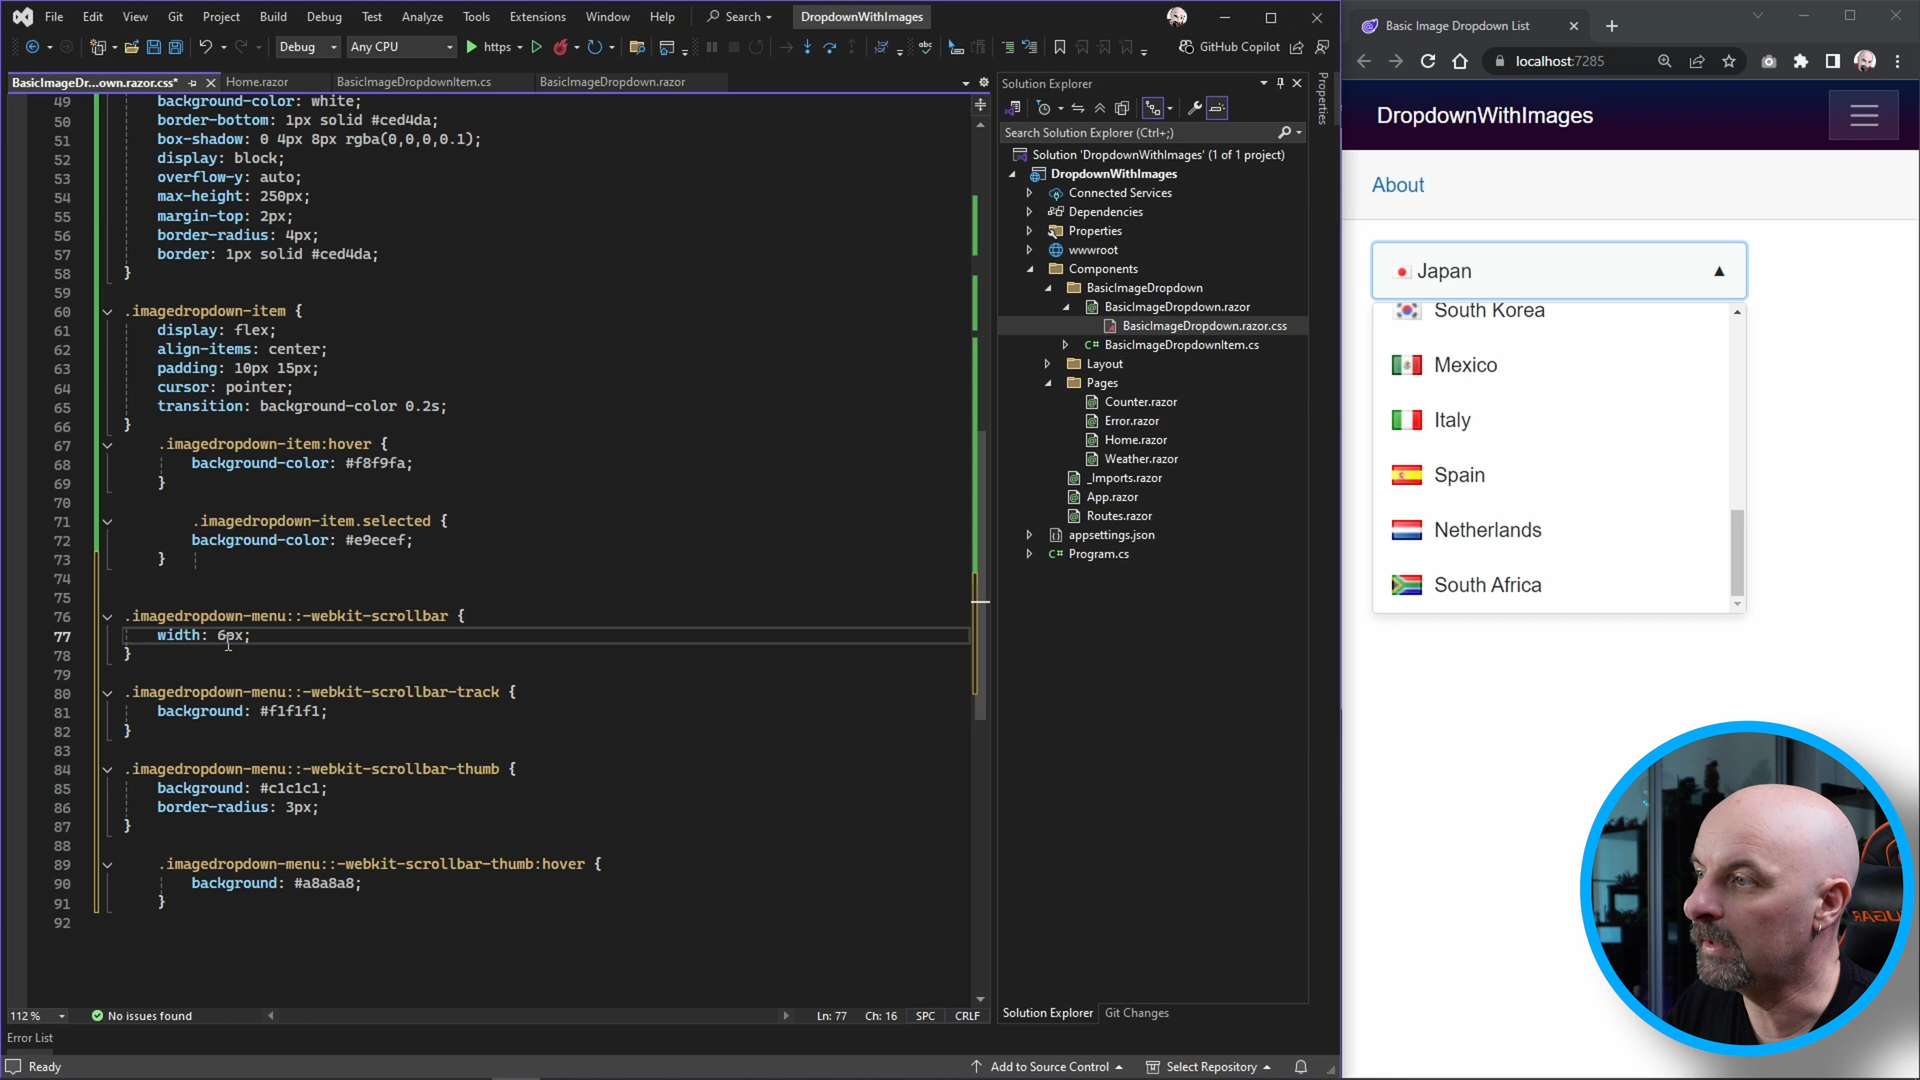 File Edit View Git Project Build Debug Test Analyze Tools Extensions Window Help Search DropdownWithImages
Debug Any CPU https GitHub Copilot
BasicImageDr...own.razor.css* Home.razor BasicImageDropdownItem.cs BasicImageDropdown.razor
49 background-color: white;
50 border-bottom: 1px solid #ced4da;
51 box-shadow: 0 4px 8px rgba(0,0,0,0.1);
52 display: block;
53 overflow-y: auto;
54 max-height: 250px;
55 margin-top: 2px;
56 border-radius: 4px;
57 border: 1px solid #ced4da;
58 }
59
60 .imagedropdown-item {
61 display: flex;
62 align-items: center;
63 padding: 10px 15px;
64 cursor: pointer;
65 transition: background-color 0.2s;
66 }
67 .imagedropdown-item:hover {
68 background-color: #f8f9fa;
69 }
70
71 .imagedropdown-item.selected {
72 background-color: #e9ecef;
73 }
74
75
76 .imagedropdown-menu::-webkit-scrollbar {
77 width: 6px;
78 }
79
80 .imagedropdown-menu::-webkit-scrollbar-track {
81 background: #f1f1f1;
82 }
83
84 .imagedropdown-menu::-webkit-scrollbar-thumb {
85 background: #c1c1c1;
86 border-radius: 3px;
87 }
88
89 .imagedropdown-menu::-webkit-scrollbar-thumb:hover {
90 background: #a8a8a8;
91 }
92
112 % No issues found Ln: 77 Ch: 16 SPC CRLF
Error List
Ready Add to Source Control Select Repository
Solution Explorer
Search Solution Explorer (Ctrl+;)
Solution 'DropdownWithImages' (1 of 1 project)
DropdownWithImages
Connected Services
Dependencies
Properties
wwwroot
Components
BasicImageDropdown
BasicImageDropdown.razor
BasicImageDropdown.razor.css
C# BasicImageDropdownItem.cs
Layout
Pages
Counter.razor
Error.razor
Home.razor
Weather.razor
_Imports.razor
App.razor
Routes.razor
appsettings.json
C# Program.cs
Solution Explorer Git Changes
Properties
Basic Image Dropdown List
localhost:7285
DropdownWithImages
About
Japan
South Korea
Mexico
Italy
Spain
Netherlands
South Africa
COUGAR